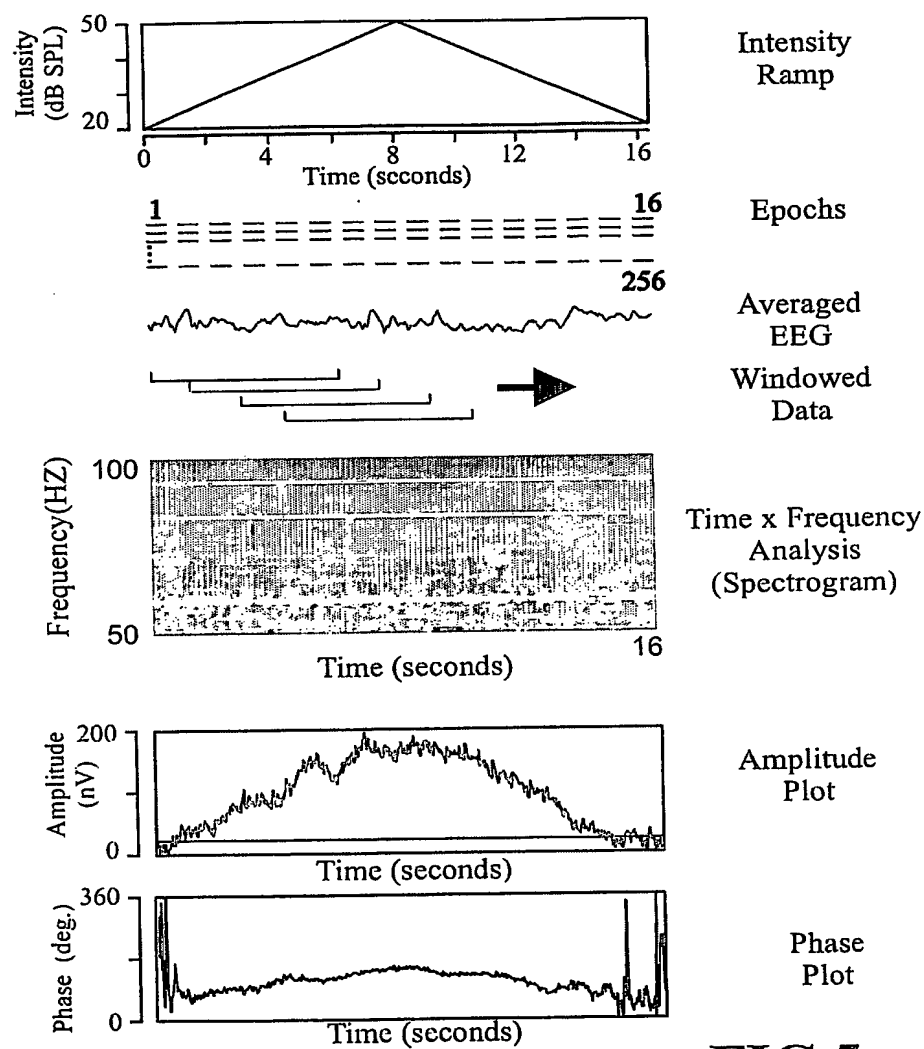 50
20
Intensity
(dB SPL)
0 4 8 12 16
Time (seconds)
Intensity
Ramp
1 16
256
Epochs
Averaged
EEG
Windowed
Data
Frequency(HZ)
100
50
16
Time (seconds)
Time x Frequency
Analysis
(Spectrogram)
Amplitude
(nV)
200
0
Time (seconds)
Amplitude
Plot
Phase (deg.)
360
0
Time (seconds)
Phase
Plot